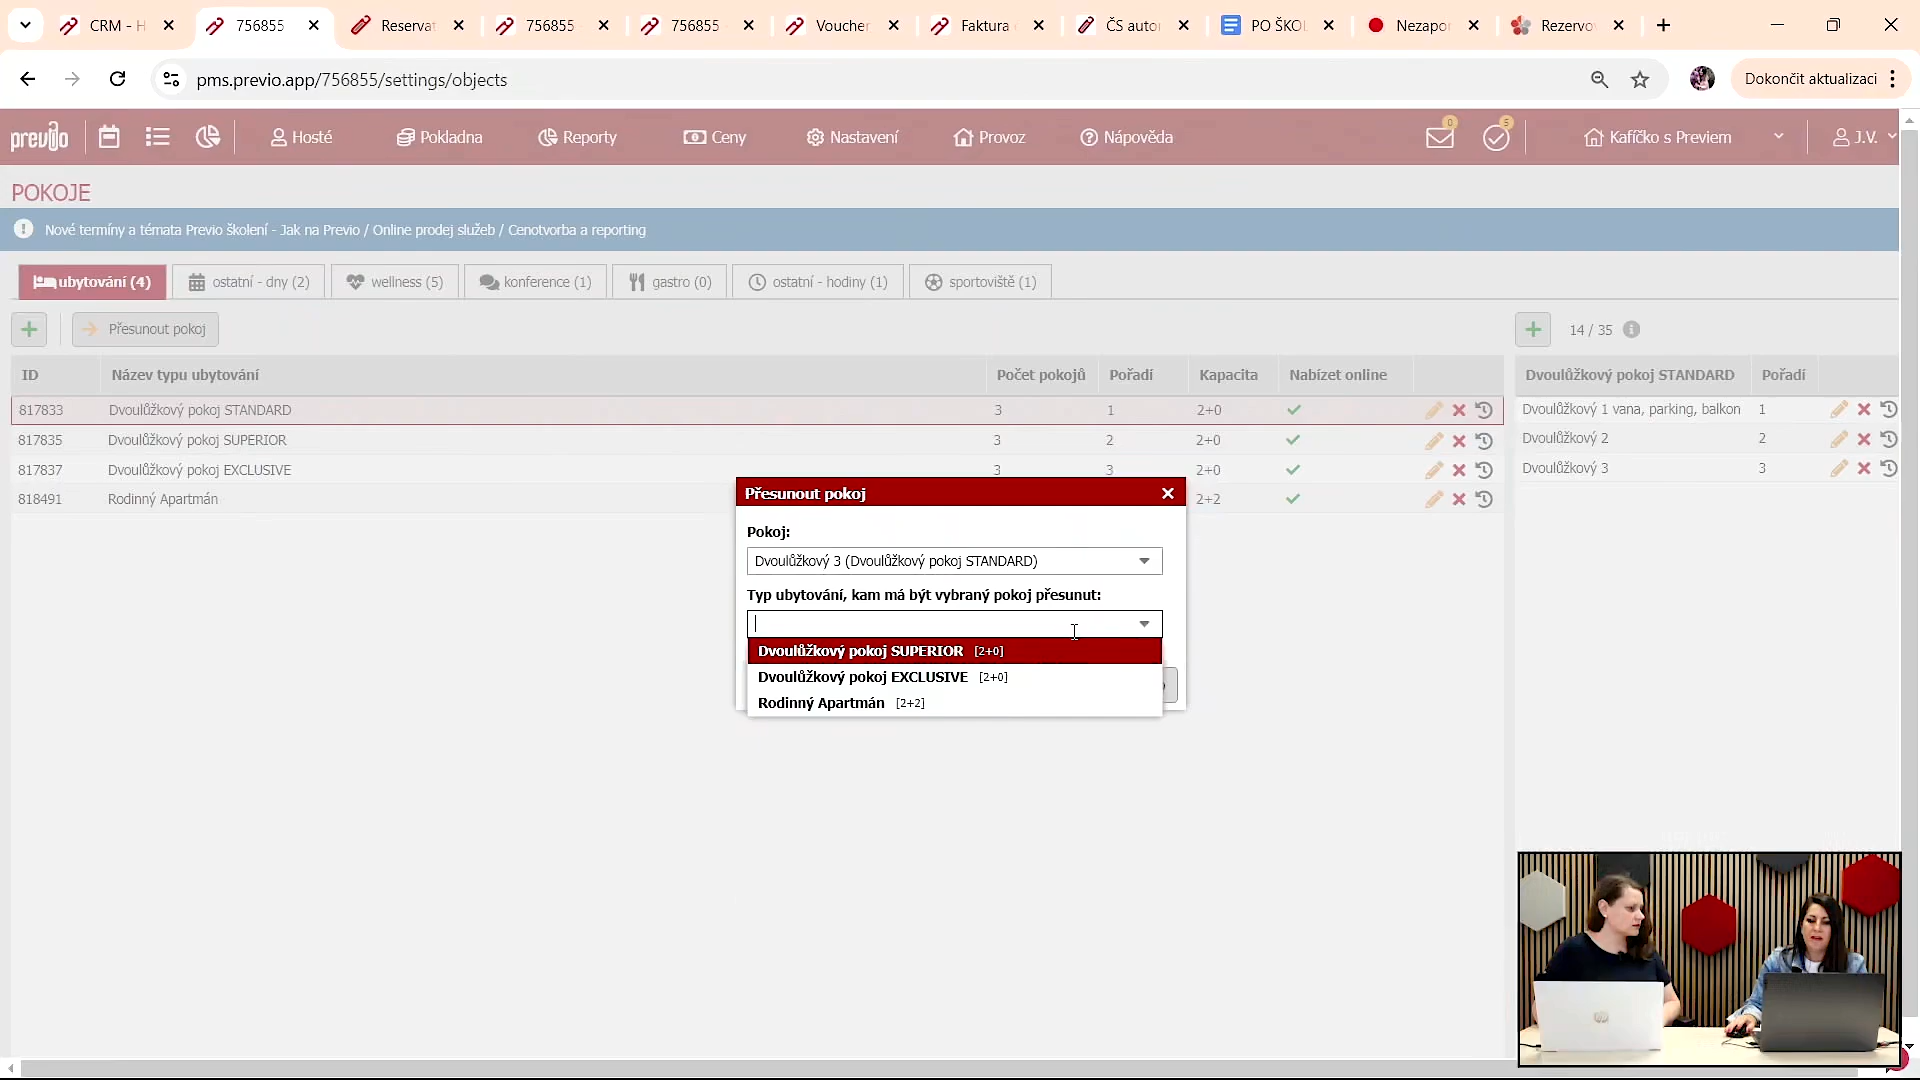 CRM - H
756855
Reservat
756855
756855
Voucher
Faktura
ČS autor
PO ŠKOL
Nezapo
Rezervo
pms.previo.app/756855/settings/objects
Dokončit aktualizaci
previo
Hosté
Pokladna
Reporty
Ceny
Nastavení
Provoz
Nápověda
0
5
Kafíčko s Previem
J.V.
POKOJE
Nové termíny a témata Previo školení - Jak na Previo / Online prodej služeb / Cenotvorba a reporting
ubytování (4)
ostatní - dny (2)
wellness (5)
konference (1)
gastro (0)
ostatní - hodiny (1)
sportoviště (1)
Přesunout pokoj
14 / 35
ID Název typu ubytování Počet pokojů Pořadí Kapacita Nabízet online
817833 Dvoulůžkový pokoj STANDARD 3 1 2+0
817835 Dvoulůžkový pokoj SUPERIOR 3 2 2+0
817837 Dvoulůžkový pokoj EXCLUSIVE 3 3 2+0
818491 Rodinný Apartmán 2+2
Dvoulůžkový pokoj STANDARD Pořadí
Dvoulůžkový 1 vana, parking, balkon 1
Dvoulůžkový 2 2
Dvoulůžkový 3 3
Přesunout pokoj
Pokoj:
Dvoulůžkový 3 (Dvoulůžkový pokoj STANDARD)
Typ ubytování, kam má být vybraný pokoj přesunut:
Dvoulůžkový pokoj SUPERIOR [2+0]
Dvoulůžkový pokoj EXCLUSIVE [2+0]
Rodinný Apartmán [2+2]